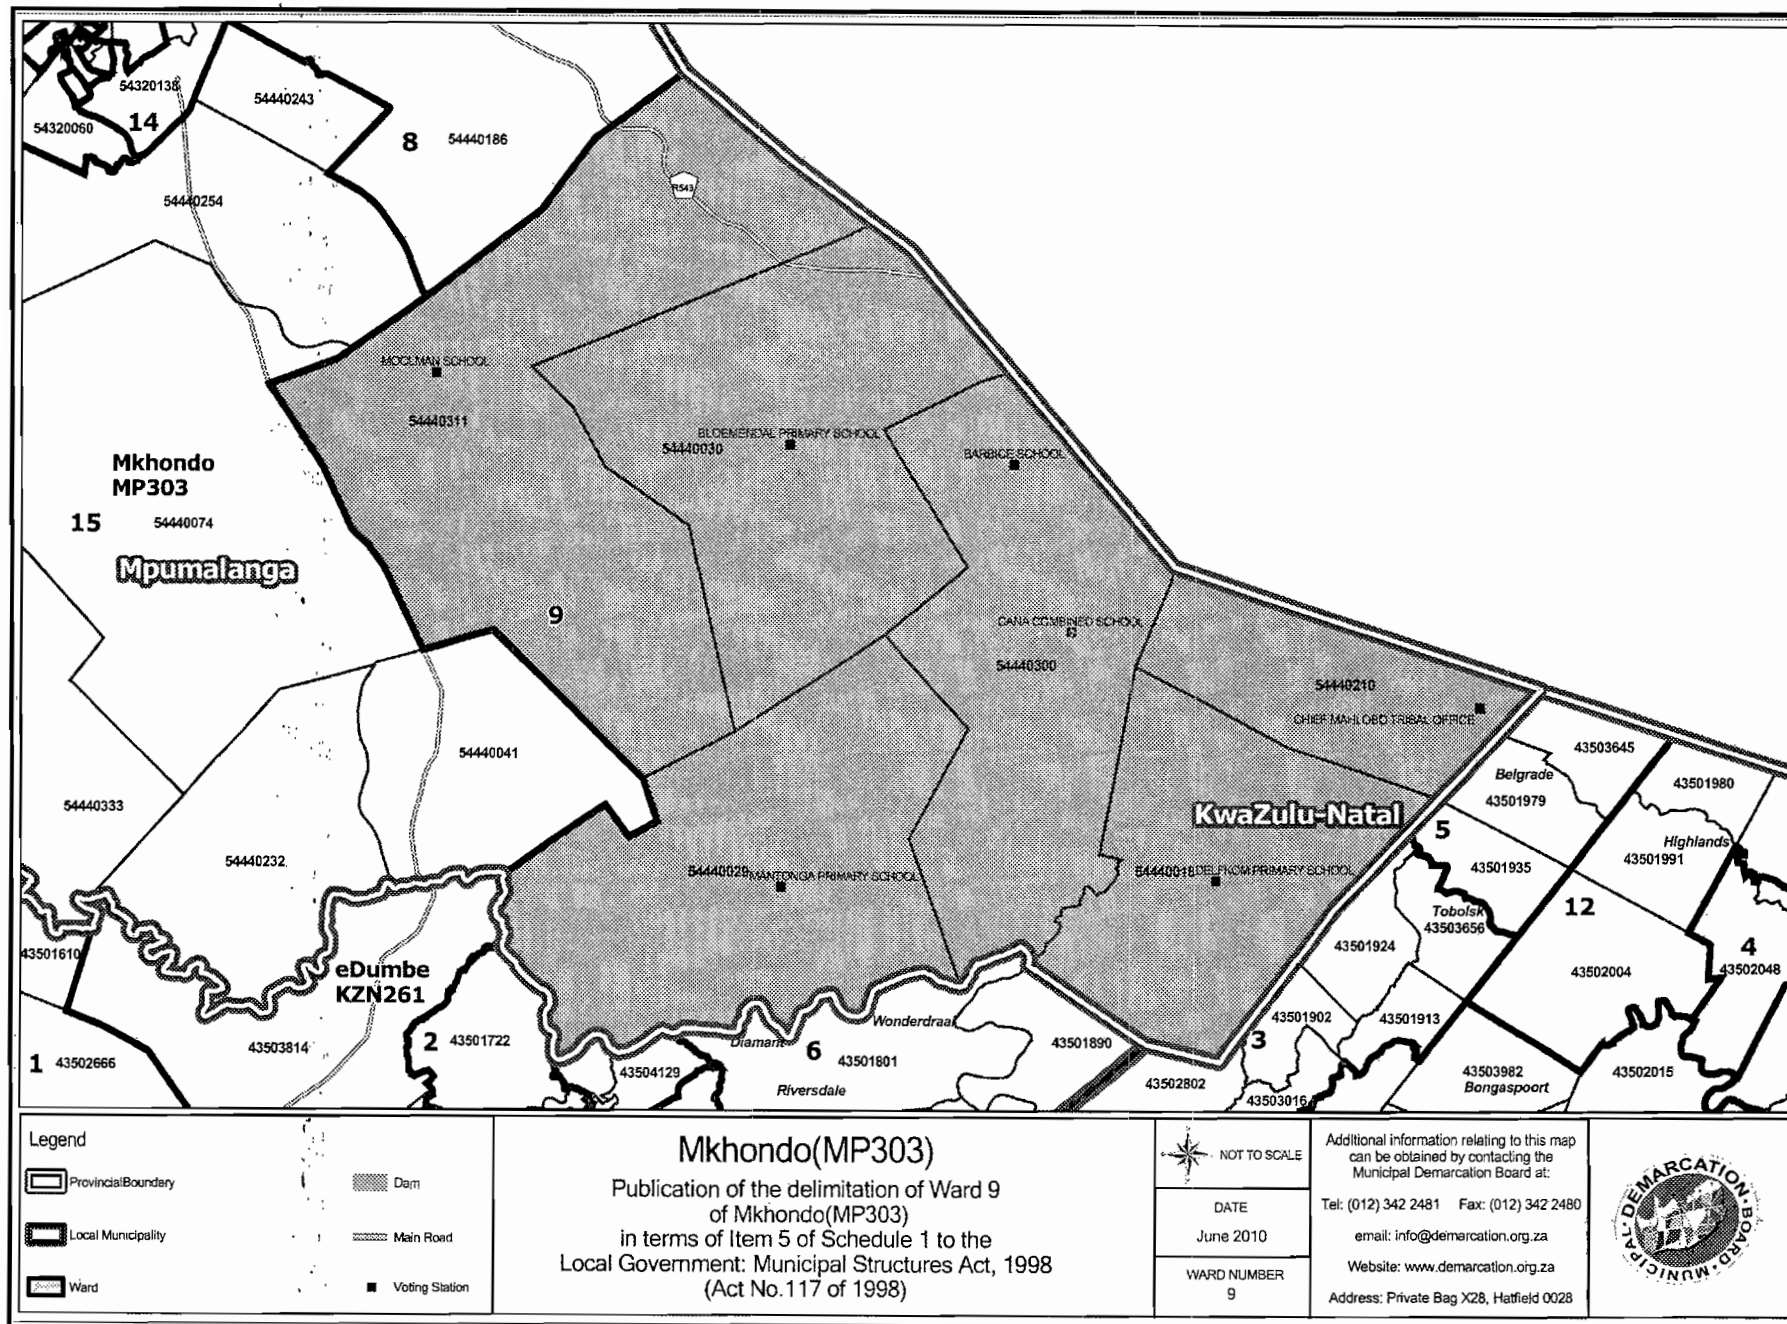 54320138
54440243
54320060
14
8
54440186
54440254
R543
MOOLMAN SCHOOL
54440311
BLOEMENDAL PRIMARY SCHOOL
54440030
BARBICE SCHOOL
Mkhondo
MP303
15
54440074
Mpumalanga
9
CANA COMBINED SCHOOL
54440300
54440210
CHIEF MAHLOBO TRIBAL OFFICE
54440041
43503645
Belgrade
43501979
43501980
54440333
KwaZulu-Natal
5
Highlands
43501991
54440232
54440029
MANTONGA PRIMARY SCHOOL
DELFKOM PRIMARY SCHOOL
43501935
12
Tobolsk
43503656
43501924
4
43501610
eDumbe
KZN261
43502004
43502048
Wonderdraai
43501902
43501913
1
43502666
43503814
2
43501722
Diamant
6
43501801
43501890
3
43504129
Riversdale
43502802
43503016
43503982
Bongaspoort
43502015
Legend
ProvincialBoundary
Local Municipality
Ward
Dam
Main Road
Voting Station
Mkhondo(MP303)
Publication of the delimitation of Ward 9
of Mkhondo(MP303)
in terms of Item 5 of Schedule 1 to the
Local Government: Municipal Structures Act, 1998
(Act No.117 of 1998)
NOT TO SCALE
DATE
June 2010
WARD NUMBER
9
Additional information relating to this map
can be obtained by contacting the
Municipal Demarcation Board at:
Tel: (012) 342 2481 Fax: (012) 342 2480
email: info@demarcation.org.za
Website: www.demarcation.org.za
Address: Private Bag X28, Hatfield 0028
MUNICIPAL DEMARCATION BOARD